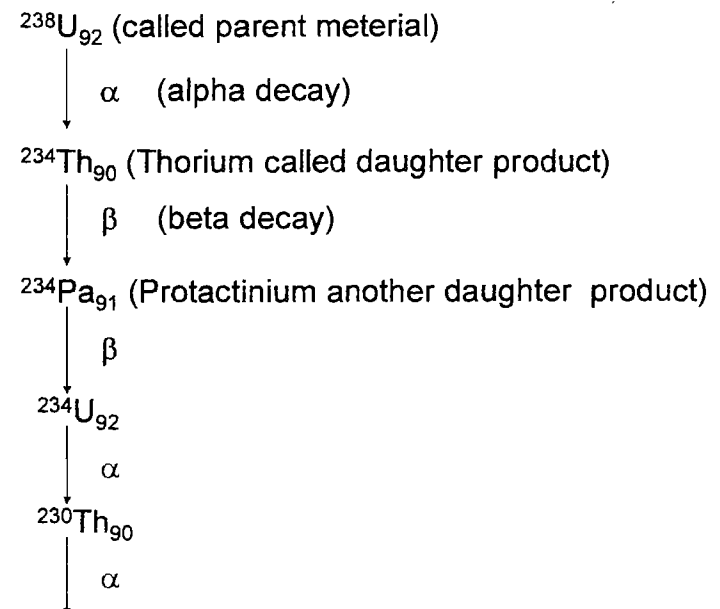 ²³⁸U₉₂ (called parent meterial)
α (alpha decay)
²³⁴Th₉₀ (Thorium called daughter product)
β (beta decay)
²³⁴Pa₉₁ (Protactinium another daughter product)
β
²³⁴U₉₂
α
²³⁰Th₉₀
α